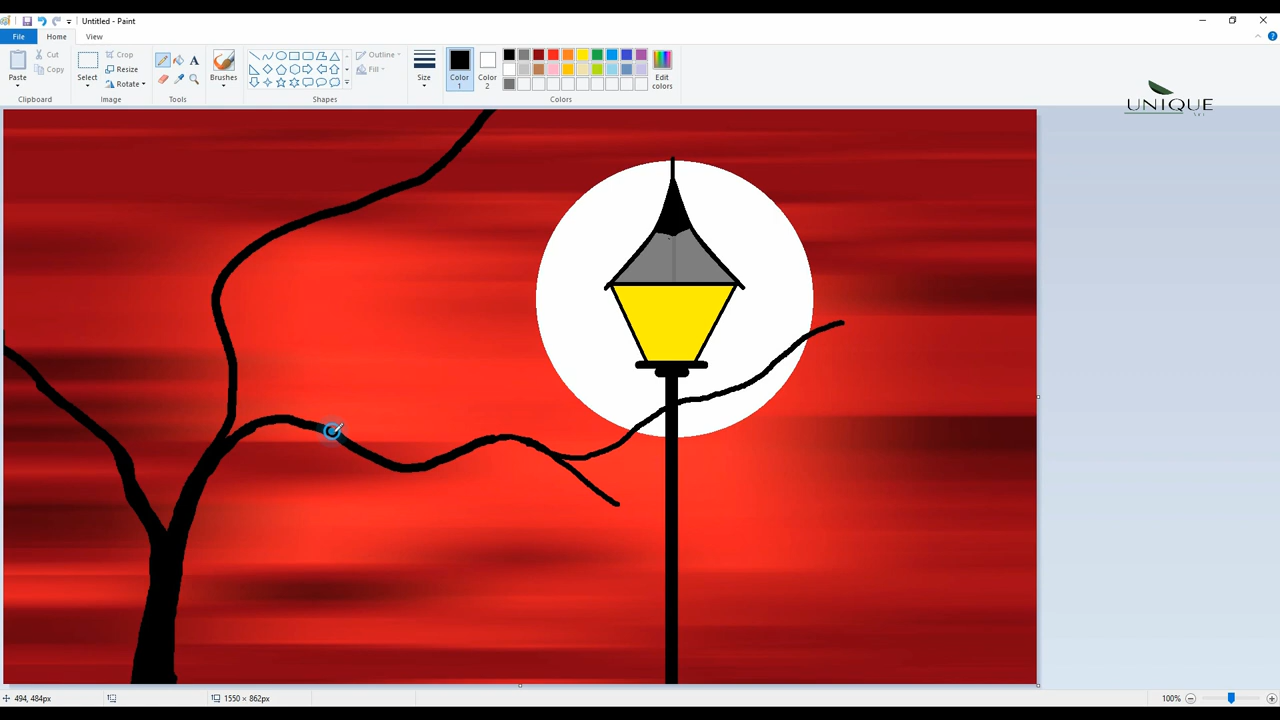 Untitled - Paint
File
Home
View
Paste
Cut
Copy
Clipboard
Select
Crop
Resize
Rotate
Image
A
Tools
Brushes
Outline
Fill
Shapes
Size
Color
1
Color
2
Edit
colors
Colors
UNIQUE
494, 484px
1550 × 862px
100%